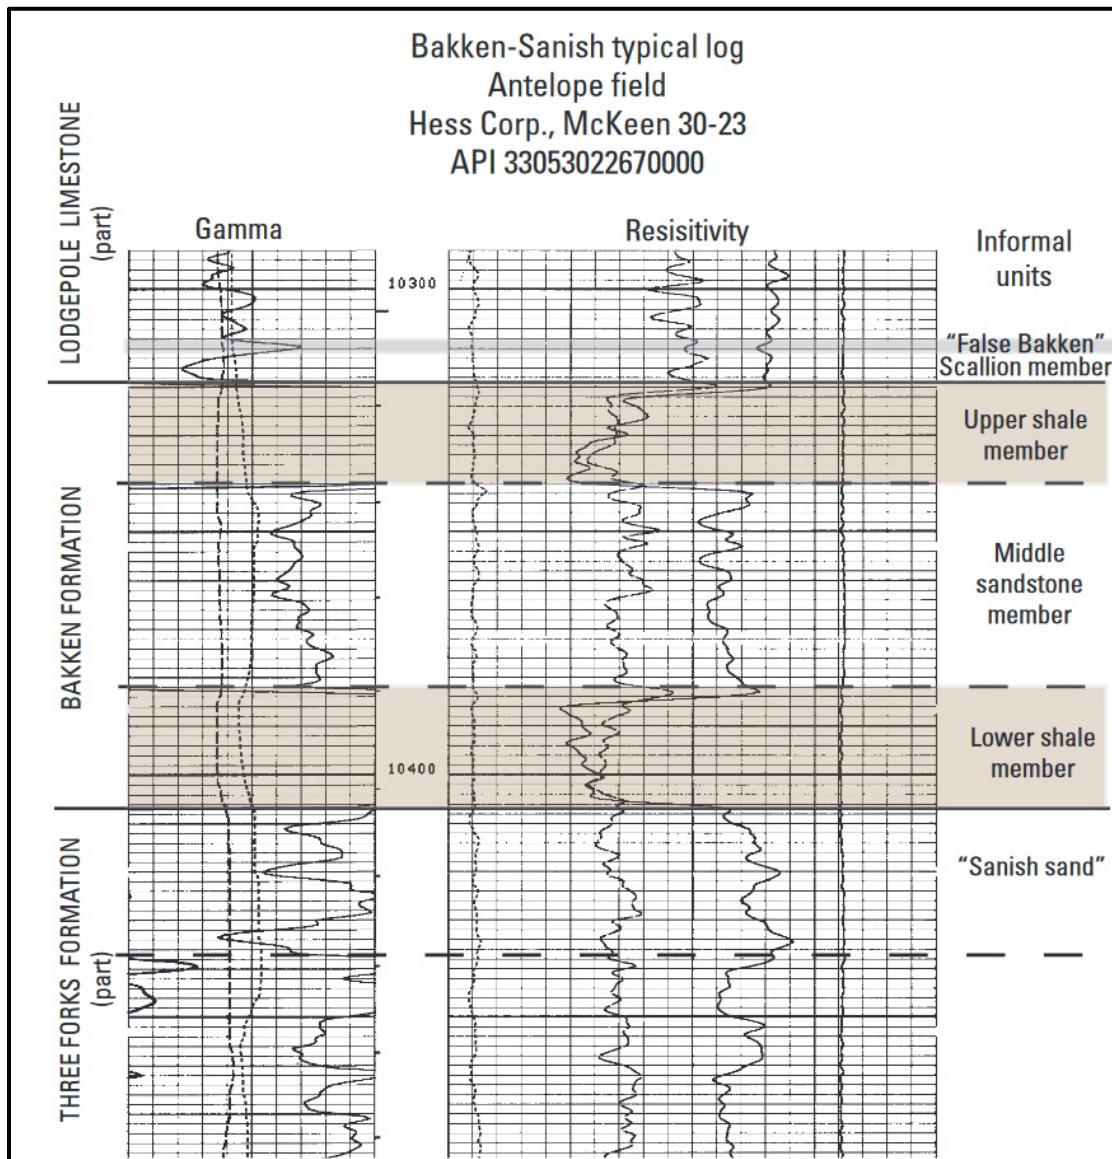 Bakken-Sanish typical log
Antelope field
Hess Corp., McKeen 30-23
API 33053022670000
LODGEPOLE LIMESTONE
(part)
Gamma
Resisitivity
Informal
units
10300
"False Bakken"
Scallion member
Upper shale
member
BAKKEN FORMATION
Middle
sandstone
member
Lower shale
member
10400
"Sanish sand"
THREE FORKS FORMATION
(part)